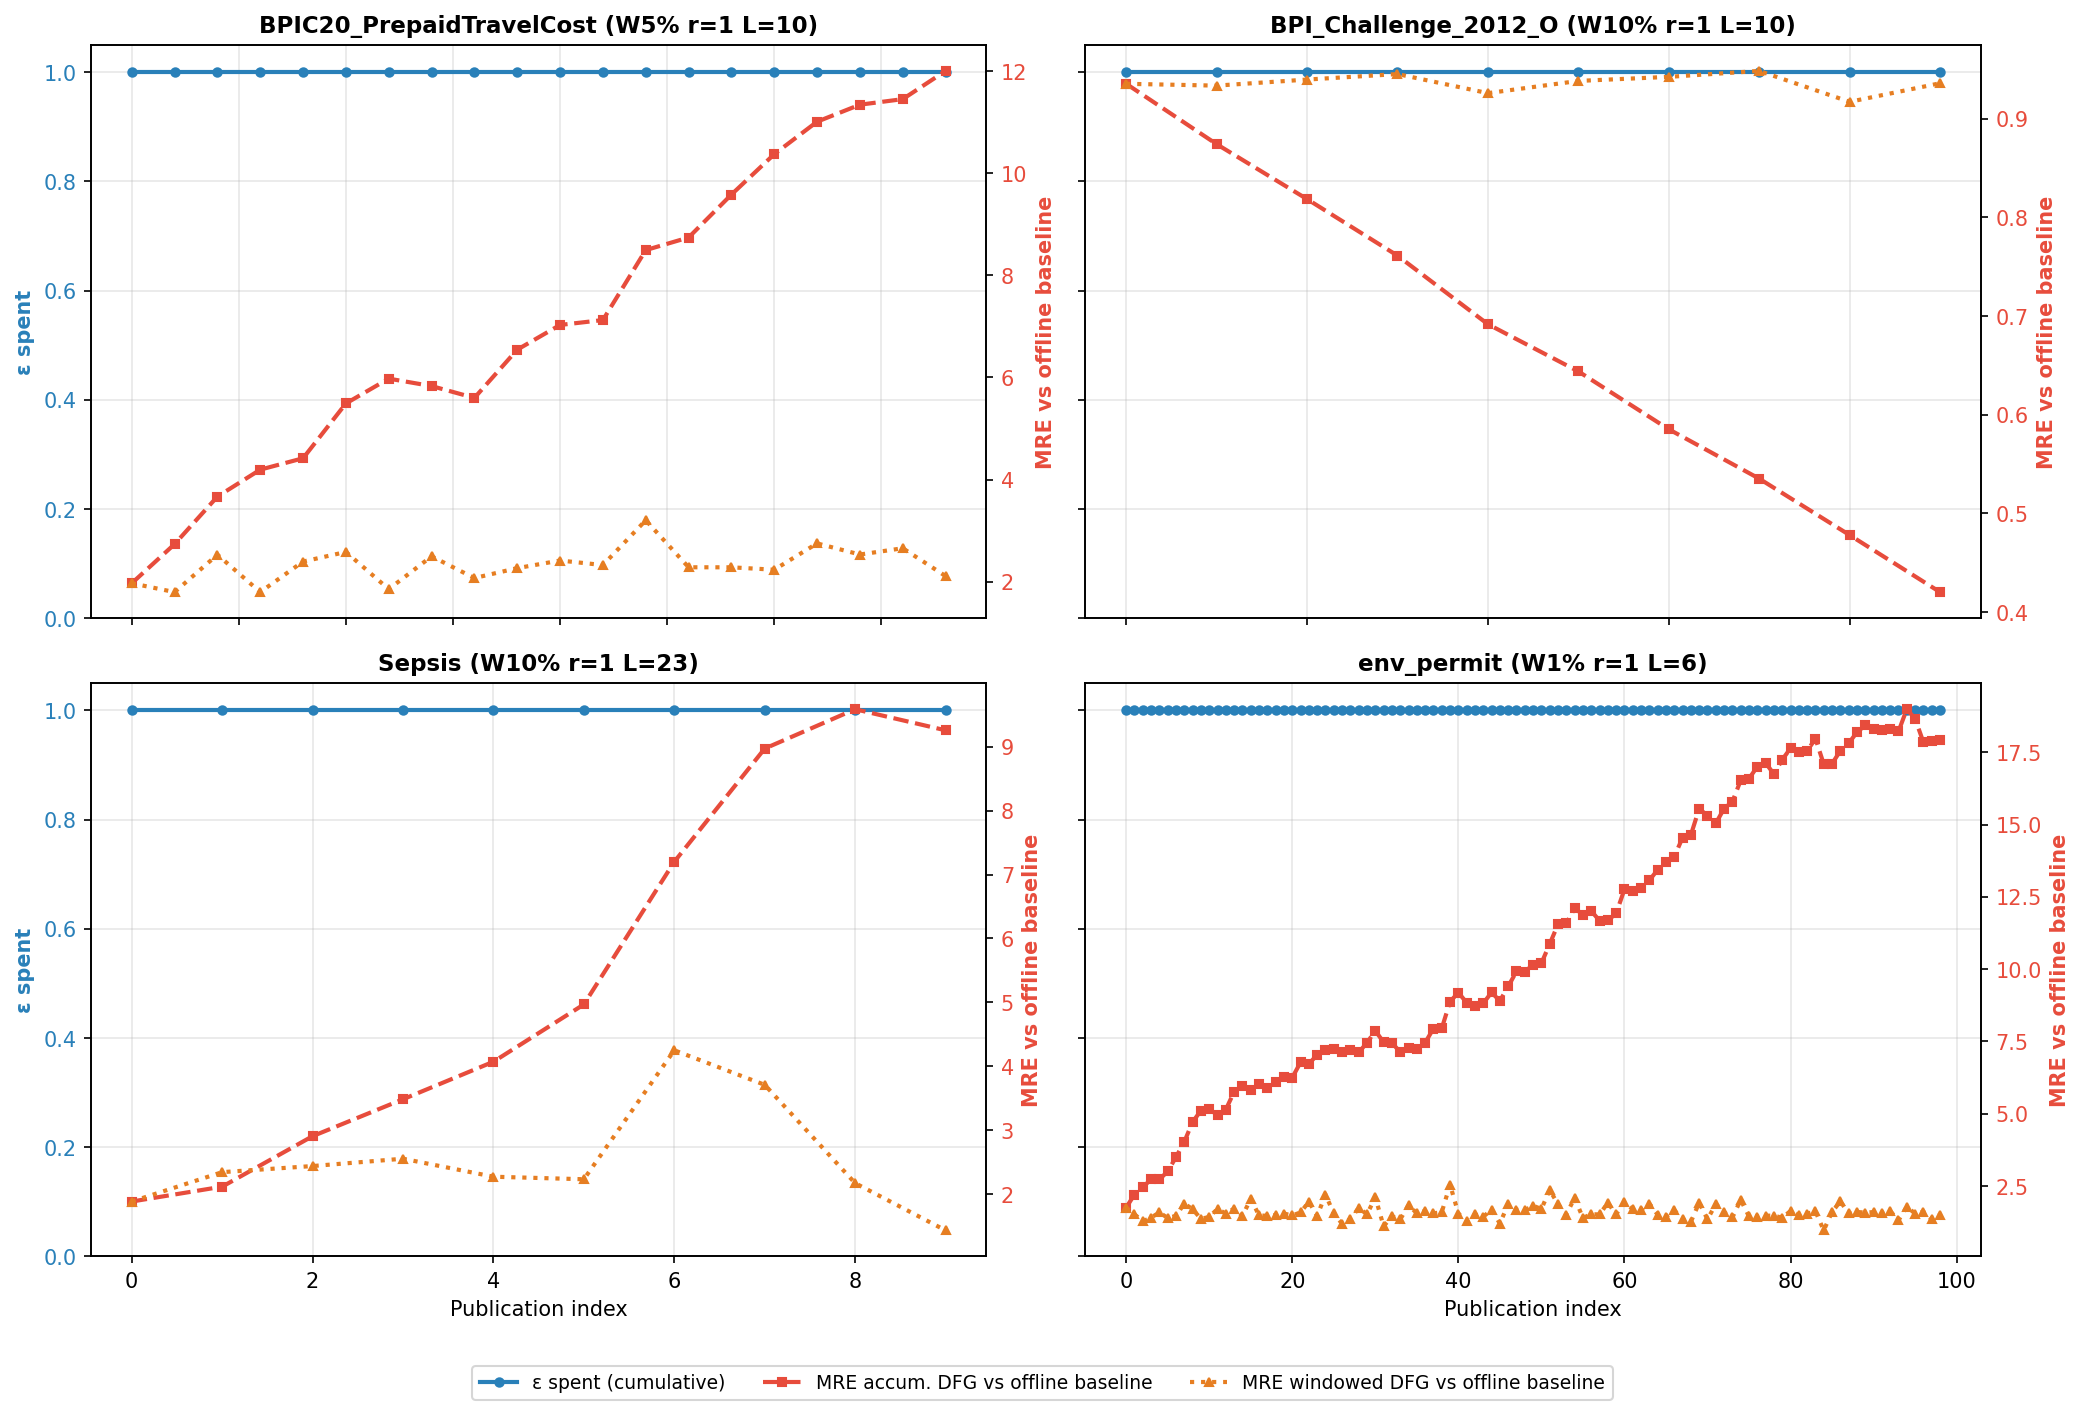 BPIC20_PrepaidTravelCost (W5% r=1 L=10)
1.0
0.8
0.6
0.4
0.2
0.0
ε spent
12
10
8
6
4
2
MRE vs offline baseline
BPI_Challenge_2012_O (W10% r=1 L=10)
0.9
0.8
0.7
0.6
0.5
0.4
MRE vs offline baseline
Sepsis (W10% r=1 L=23)
1.0
0.8
0.6
0.4
0.2
0.0
ε spent
9
8
7
6
5
4
3
2
MRE vs offline baseline
0 2 4 6 8
Publication index
env_permit (W1% r=1 L=6)
17.5
15.0
12.5
10.0
7.5
5.0
2.5
MRE vs offline baseline
0 20 40 60 80 100
Publication index
ε spent (cumulative) MRE accum. DFG vs offline baseline MRE windowed DFG vs offline baseline